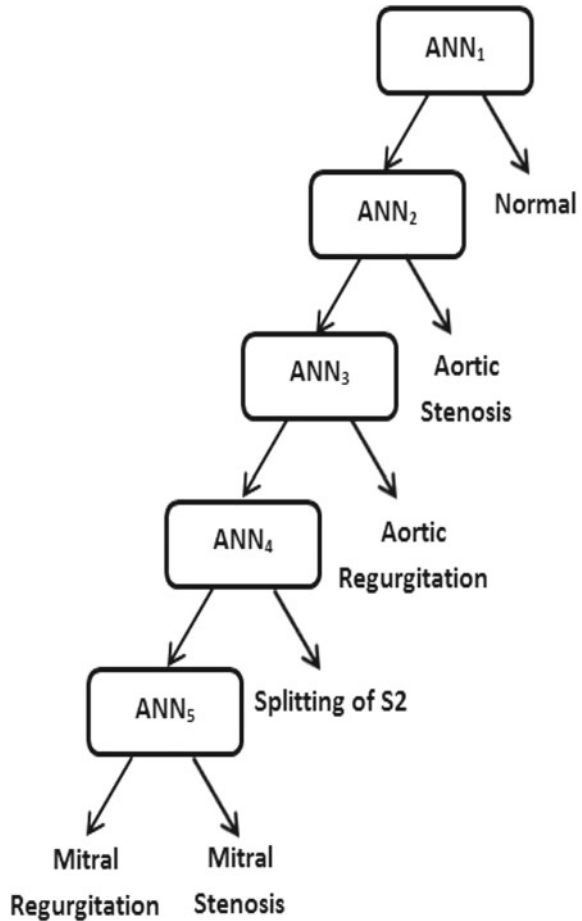 ANN₁
Normal
ANN₂
Aortic
Stenosis
ANN₃
Aortic
Regurgitation
ANN₄
Splitting of S2
ANN₅
Mitral
Regurgitation
Mitral
Stenosis